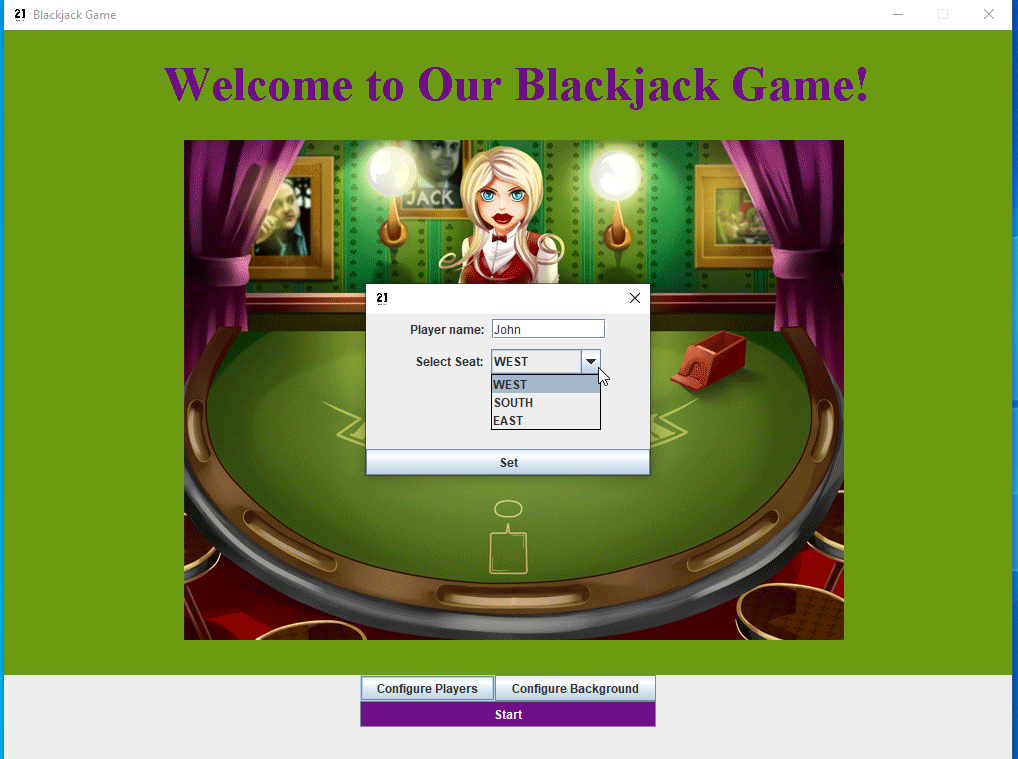 21 Blackjack Game
Welcome to Our Blackjack Game!
JACK
21
Player name: John
Select Seat: WEST
WEST
SOUTH
EAST
Set
Configure Players Configure Background
Start